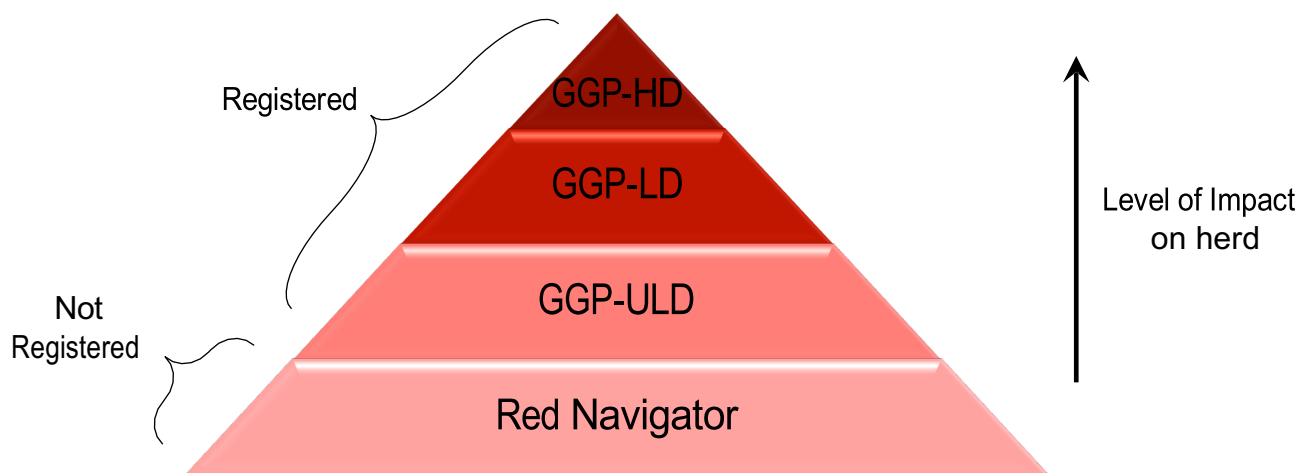 GGP-HD
Registered
GGP-LD
Level of Impact
on herd
GGP-ULD
Not
Registered
Red Navigator